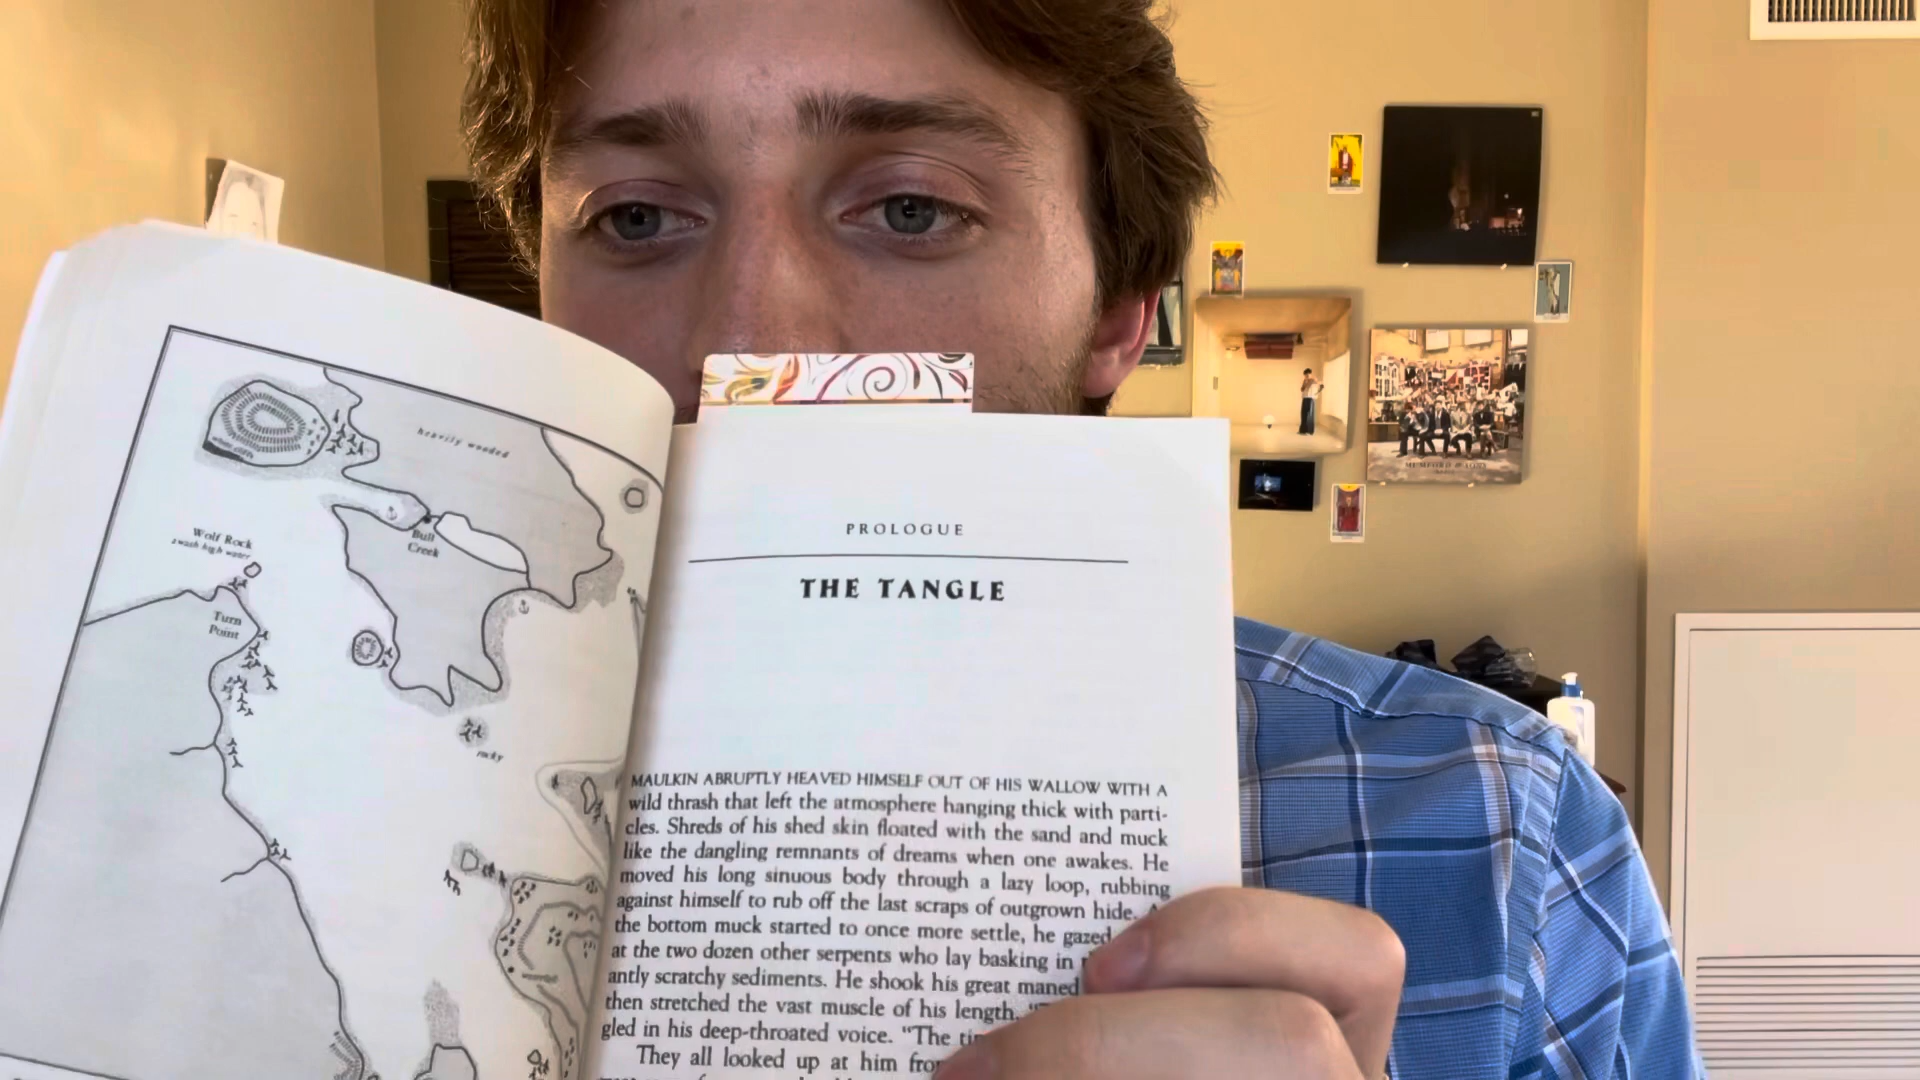 heavily wooded
Bull
Creek
Wolf Rock
awash high water
Turn
Point
rocky
PROLOGUE
THE TANGLE
MAULKIN ABRUPTLY HEAVED HIMSELF OUT OF HIS WALLOW WITH A
wild thrash that left the atmosphere hanging thick with parti-
cles. Shreds of his shed skin floated with the sand and muck
like the dangling remnants of dreams when one awakes. He
moved his long sinuous body through a lazy loop, rubbing
against himself to rub off the last scraps of outgrown hide.
the bottom muck started to once more settle, he gazed
at the two dozen other serpents who lay basking in
antly scratchy sediments. He shook his great maned
then stretched the vast muscle of his length.
gled in his deep-throated voice. "The
They all looked up at him
MUMFORD & SONS